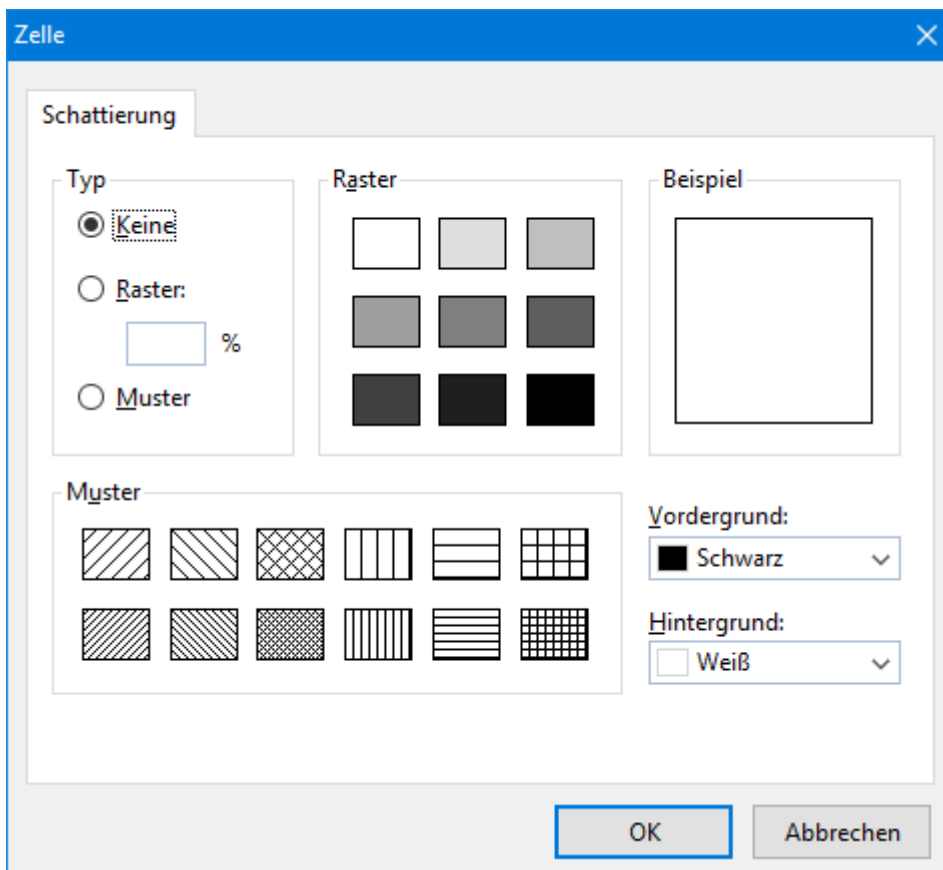 Zelle
Schattierung
Typ
Keine
Raster:
%
Muster
Raster
Beispiel
Muster
Vordergrund:
Schwarz
Hintergrund:
Weiß
OK
Abbrechen